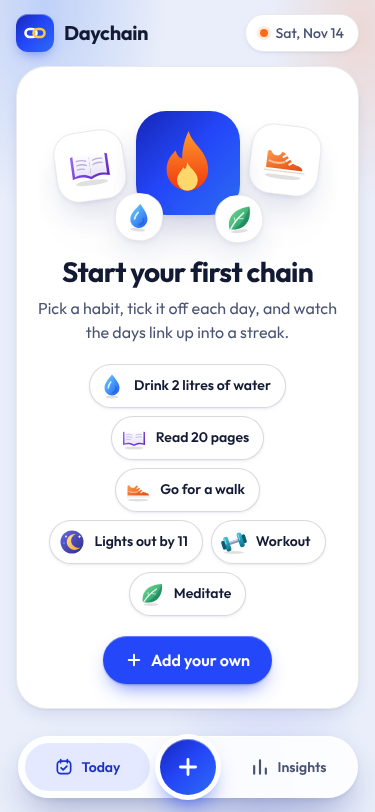 Daychain
Sat, Nov 14
Start your first chain
Pick a habit, tick it off each day, and watch
the days link up into a streak.
Drink 2 litres of water
Read 20 pages
Go for a walk
Lights out by 11
Workout
Meditate
Add your own
Today
Insights